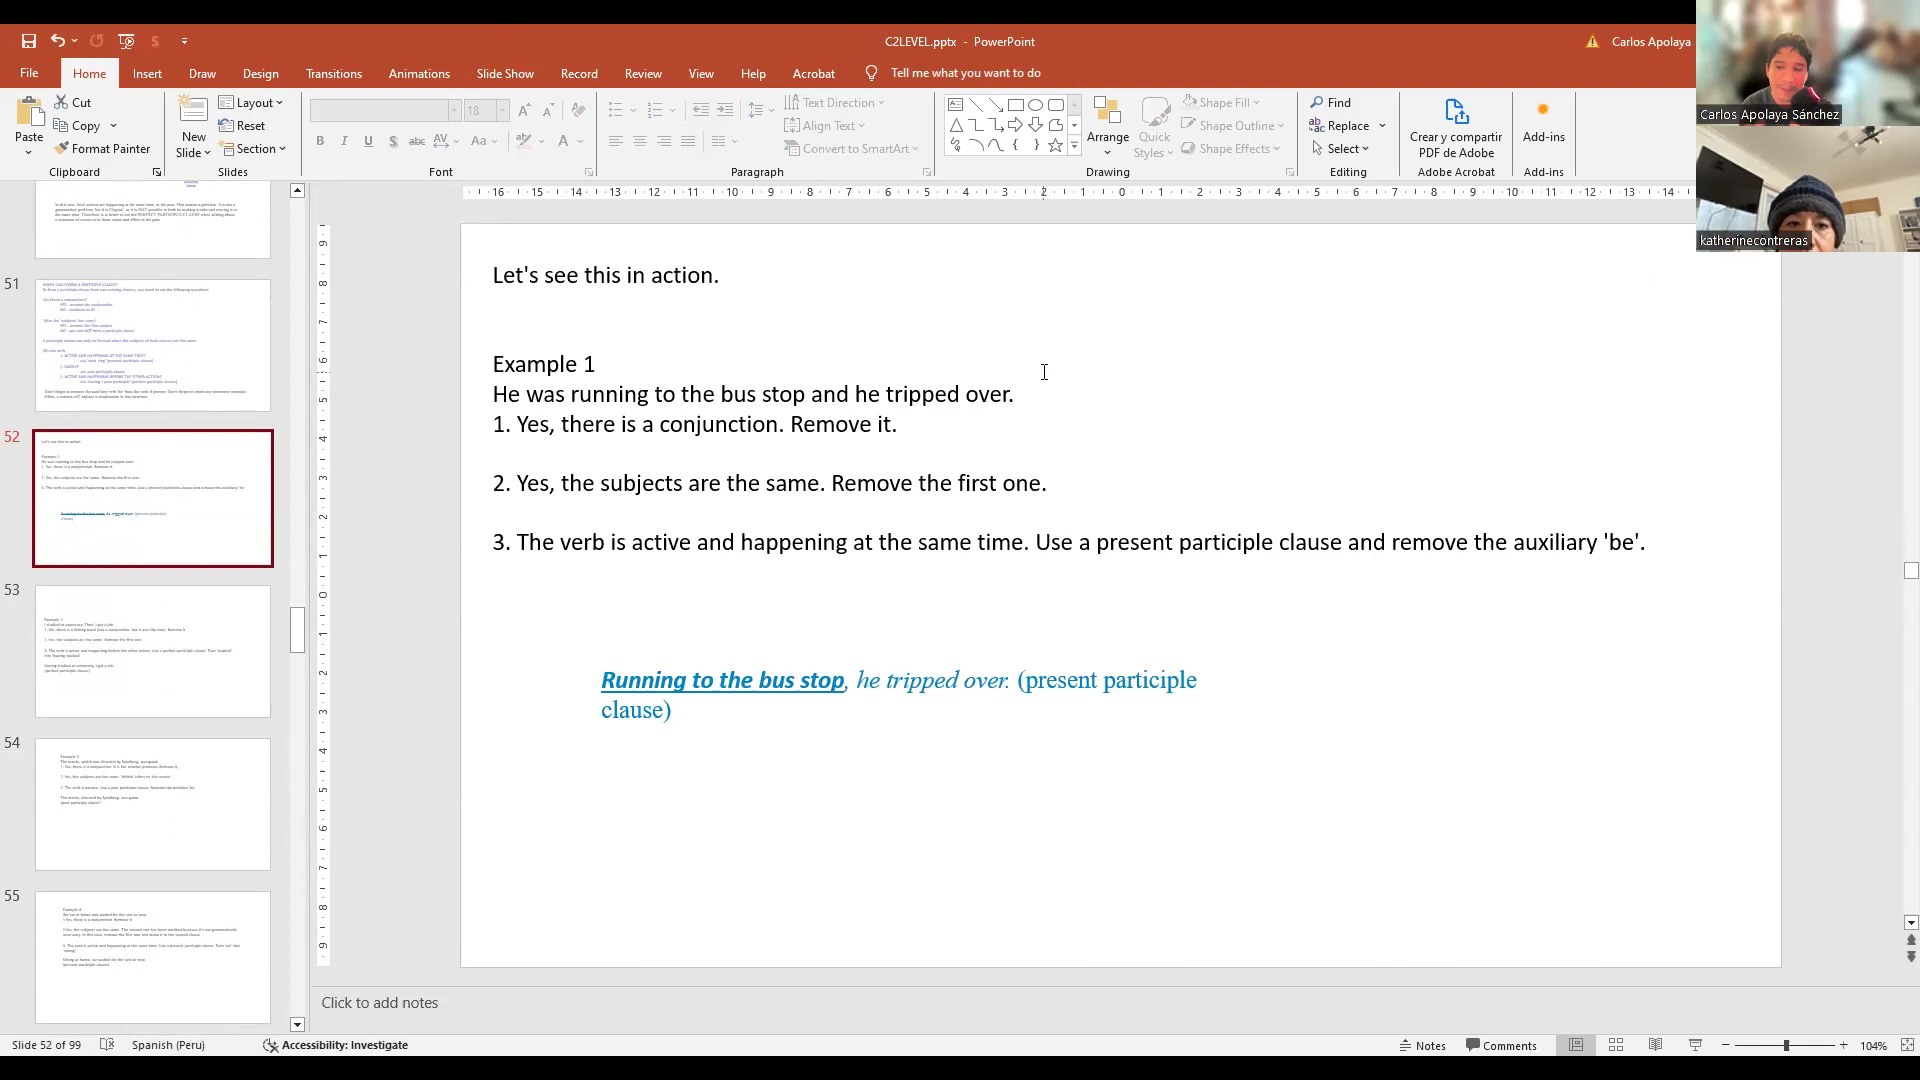 C2LEVEL.pptx - PowerPoint
Carlos Apolaya
File Home Insert Draw Design Transitions Animations Slide Show Record Review View Help Acrobat Tell me what you want to do
Paste
Cut
Copy
Format Painter
Clipboard
New Slide
Layout
Reset
Section
Slides
18
Font
Text Direction
Align Text
Convert to SmartArt
Paragraph
Arrange
Quick Styles
Shape Fill
Shape Outline
Shape Effects
Drawing
Find
Replace
Select
Editing
Crear y compartir
PDF de Adobe
Adobe Acrobat
Add-ins
Add-ins
Carlos Apolaya Sánchez
katherinecontreras
51
52
53
54
55
Let's see this in action.
Example 1
He was running to the bus stop and he tripped over.
1. Yes, there is a conjunction. Remove it.
2. Yes, the subjects are the same. Remove the first one.
3. The verb is active and happening at the same time. Use a present participle clause and remove the auxiliary 'be'.
Running to the bus stop, he tripped over. (present participle
clause)
Click to add notes
Slide 52 of 99 Spanish (Peru) Accessibility: Investigate Notes Comments 104%